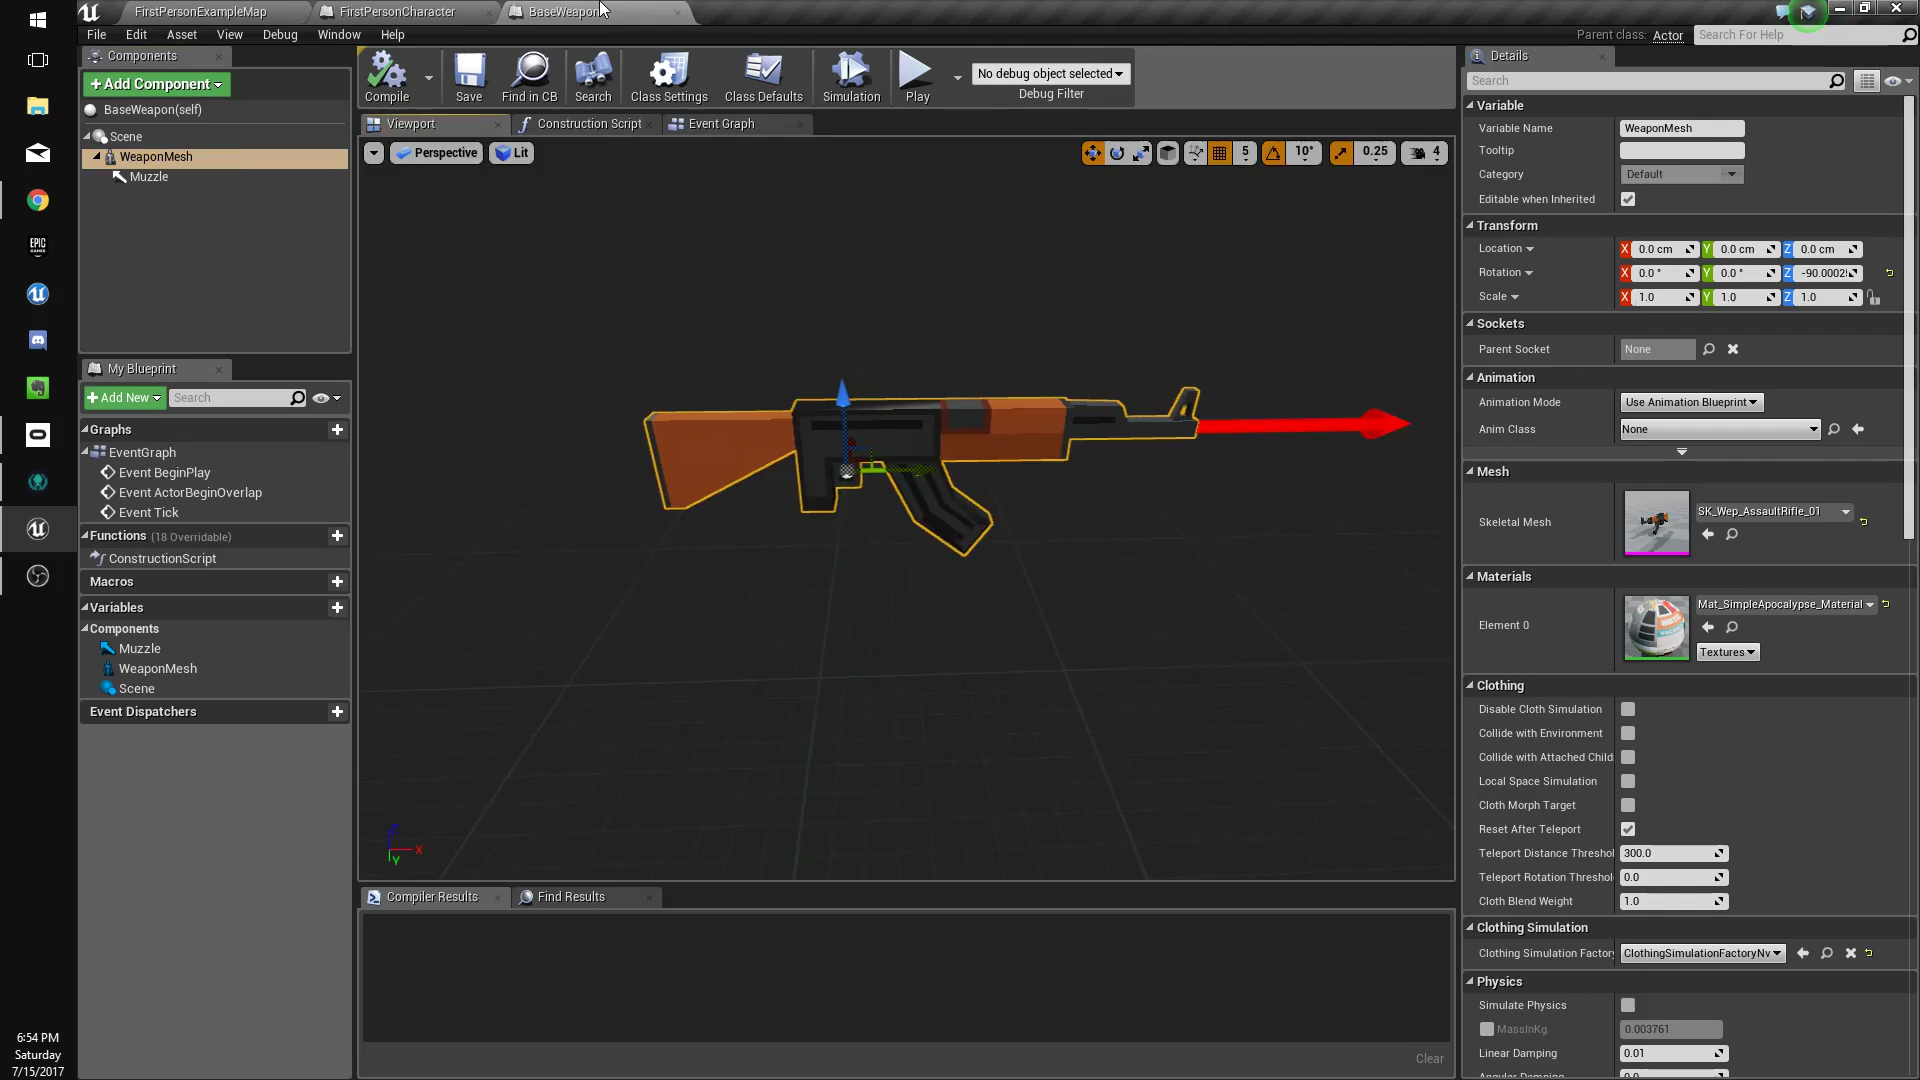 FirstPersonExampleMap
FirstPersonCharacter
BaseWeapon
File Edit Asset View Debug Window Help
Parent class: Actor
Search For Help
Components
+Add Component
BaseWeapon(self)
Scene
WeaponMesh
Muzzle
Compile
Save
Find in CB
Search
Class Settings
Class Defaults
Simulation
Play
No debug object selected
Debug Filter
Viewport
Construction Script
Event Graph
Perspective
Lit
5
10°
0.25
4
My Blueprint
+Add New
Search
Graphs
EventGraph
Event BeginPlay
Event ActorBeginOverlap
Event Tick
Functions (18 Overridable)
ConstructionScript
Macros
Variables
Components
Muzzle
WeaponMesh
Scene
Event Dispatchers
Z
X
Y
Compiler Results
Find Results
Clear
Details
Search
Variable
Variable Name WeaponMesh
Tooltip
Category Default
Editable when Inherited
Transform
Location X 0.0 cm Y 0.0 cm Z 0.0 cm
Rotation X 0.0 ° Y 0.0 ° Z -90.0002
Scale X 1.0 Y 1.0 Z 1.0
Sockets
Parent Socket None
Animation
Animation Mode Use Animation Blueprint
Anim Class None
Mesh
Skeletal Mesh SK_Wep_AssaultRifle_01
Materials
Element 0 Mat_SimpleApocalypse_Material
Textures
Clothing
Disable Cloth Simulation
Collide with Environment
Collide with Attached Child
Local Space Simulation
Cloth Morph Target
Reset After Teleport
Teleport Distance Threshol 300.0
Teleport Rotation Threshol 0.0
Cloth Blend Weight 1.0
Clothing Simulation
Clothing Simulation Factory ClothingSimulationFactoryNv
Physics
Simulate Physics
MassInKg 0.003761
Linear Damping 0.01
Angular Damping 0.0
EPIC
GAMES
6:54 PM
Saturday
7/15/2017